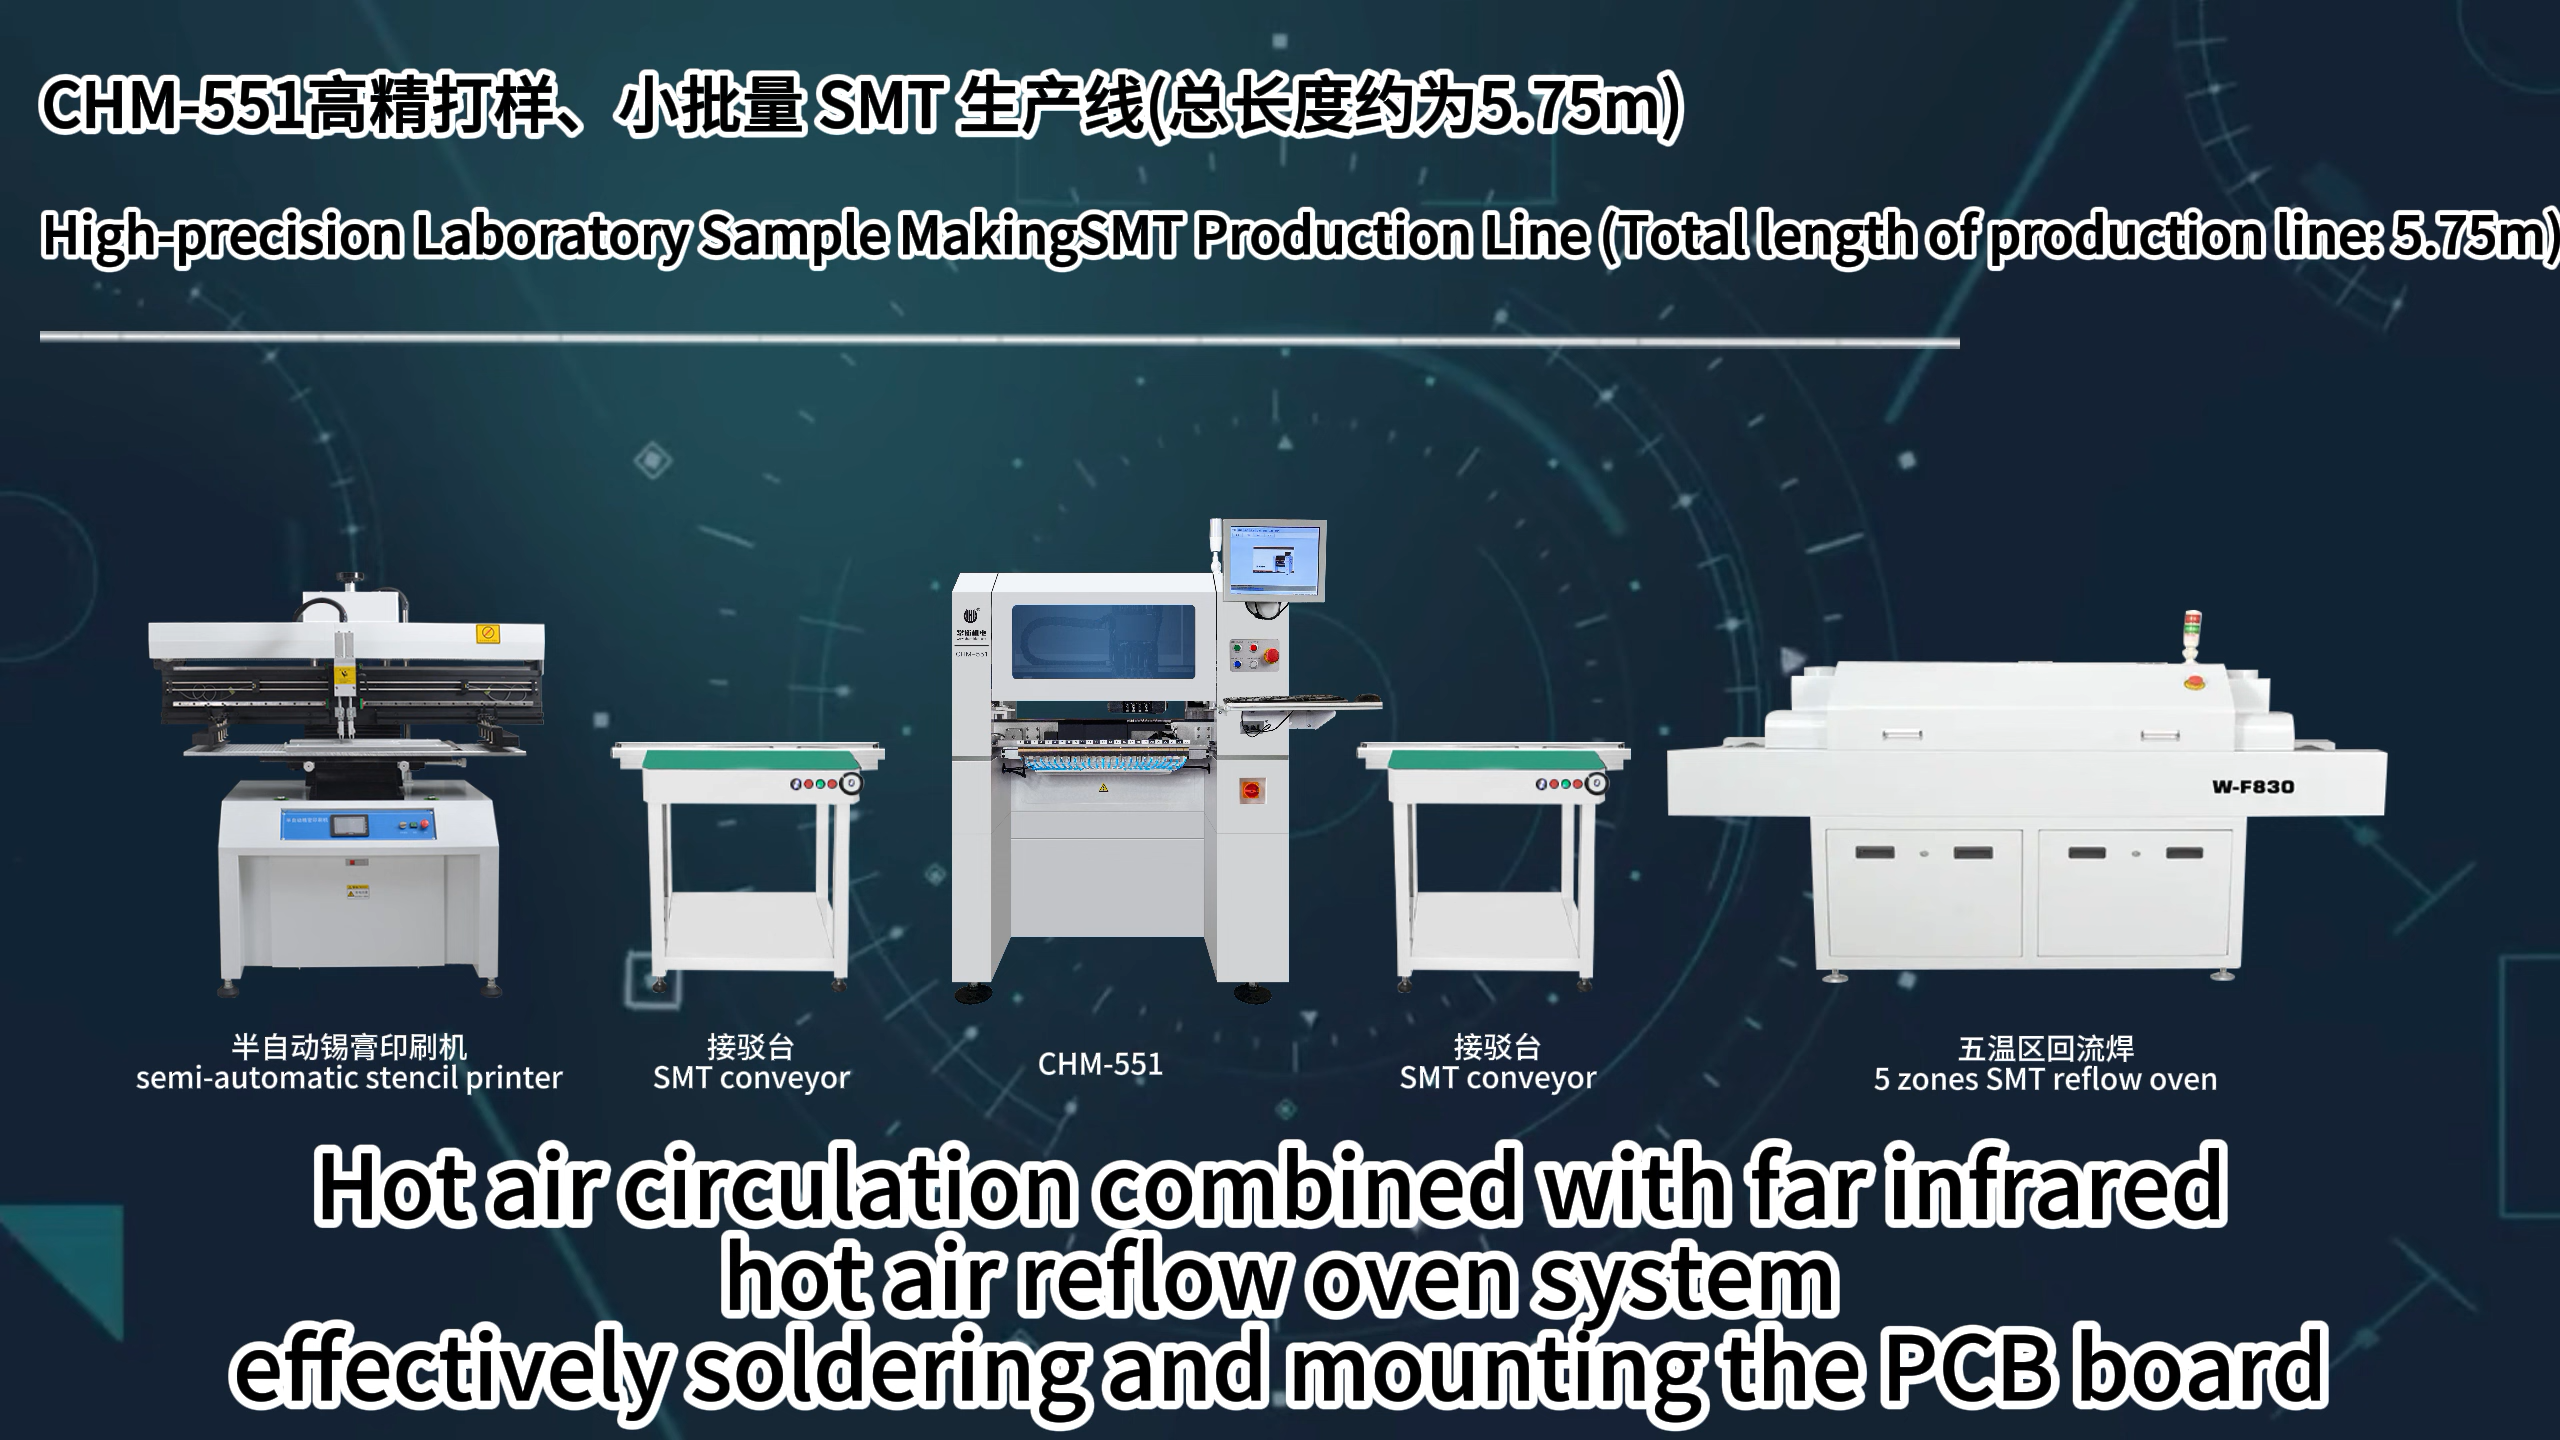 CHM-551高精打样、小批量 SMT 生产线(总长度约为5.75m)
High-precision Laboratory Sample MakingSMT Production Line (Total length of production line: 5.75m)
CHM-551
W-F830
半自动锡膏印刷机
semi-automatic stencil printer
接驳台
SMT conveyor
CHM-551
接驳台
SMT conveyor
五温区回流焊
5 zones SMT reflow oven
Hot air circulation combined with far infrared
hot air reflow oven system
effectively soldering and mounting the PCB board